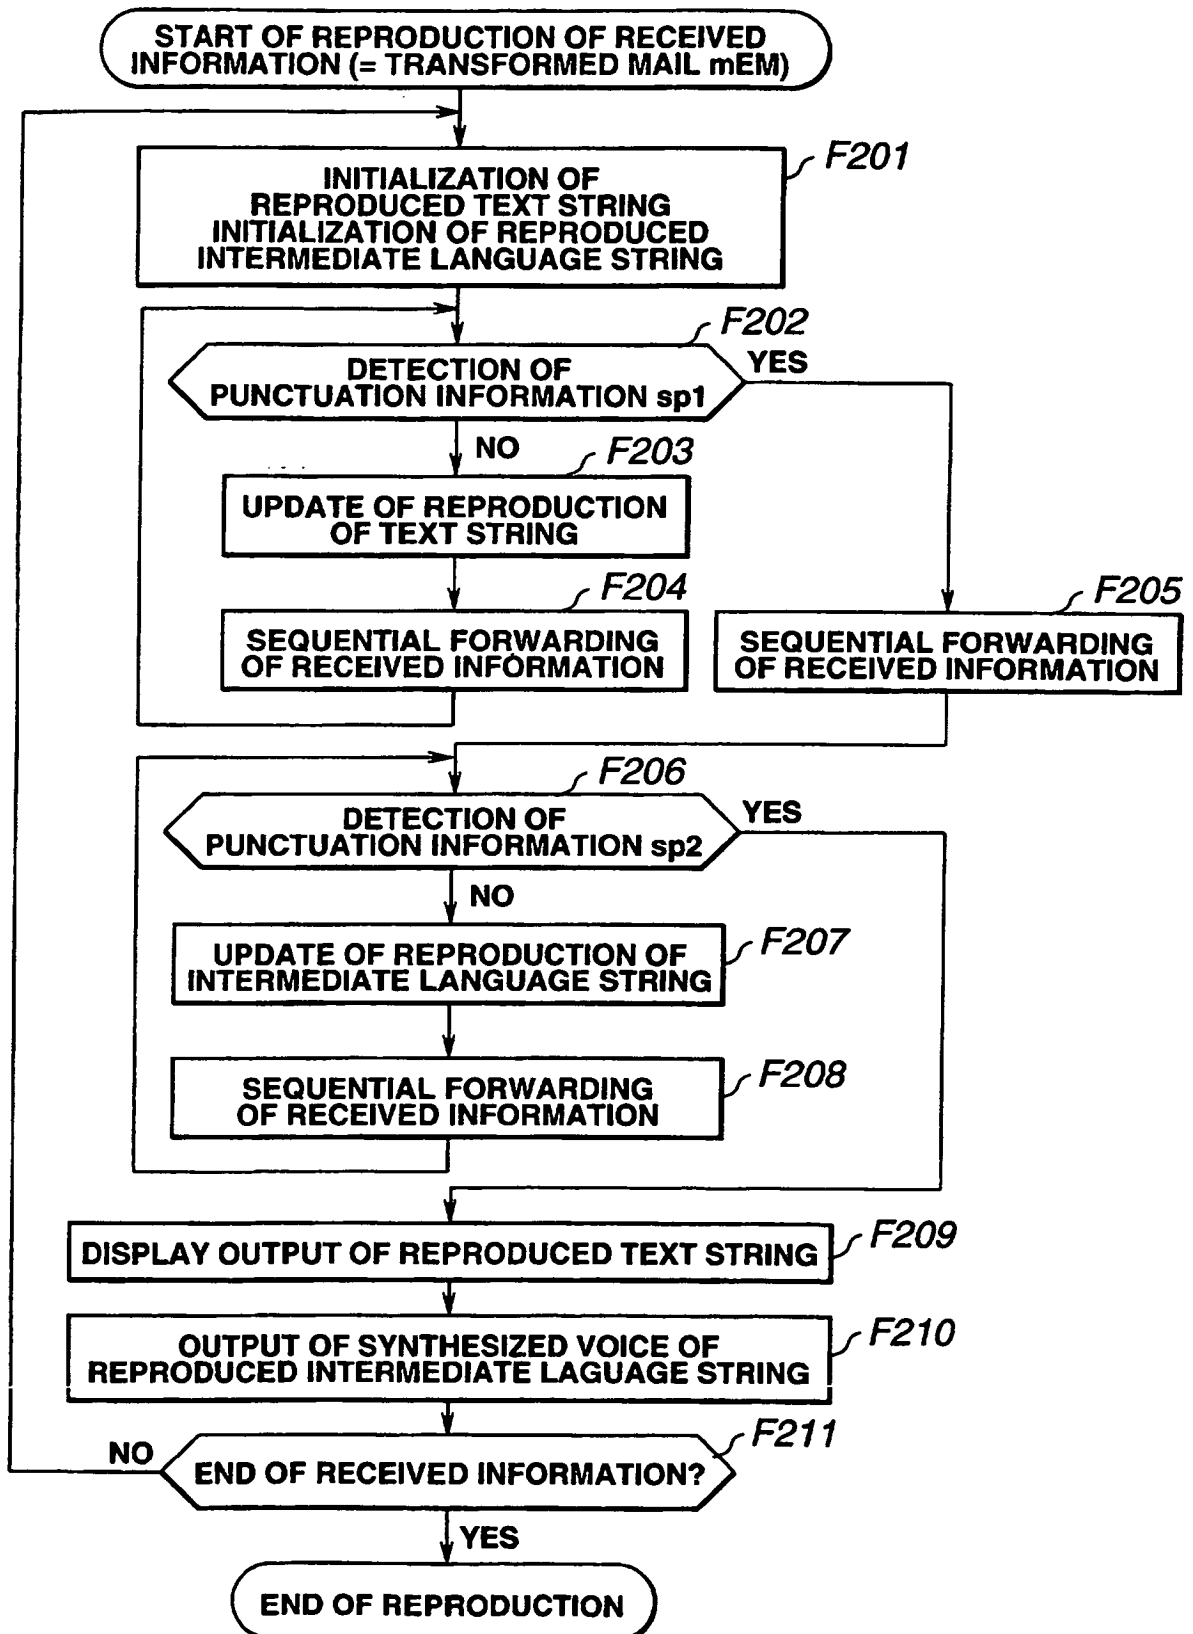 START OF REPRODUCTION OF RECEIVED
INFORMATION (= TRANSFORMED MAIL mEM)
F201
INITIALIZATION OF
REPRODUCED TEXT STRING
INITIALIZATION OF REPRODUCED
INTERMEDIATE LANGUAGE STRING
F202
DETECTION OF
PUNCTUATION INFORMATION sp1
YES
NO
F203
UPDATE OF REPRODUCTION
OF TEXT STRING
F204
SEQUENTIAL FORWARDING
OF RECEIVED INFORMATION
F205
SEQUENTIAL FORWARDING
OF RECEIVED INFORMATION
F206
DETECTION OF
PUNCTUATION INFORMATION sp2
YES
NO
F207
UPDATE OF REPRODUCTION OF
INTERMEDIATE LANGUAGE STRING
F208
SEQUENTIAL FORWARDING
OF RECEIVED INFORMATION
F209
DISPLAY OUTPUT OF REPRODUCED TEXT STRING
F210
OUTPUT OF SYNTHESIZED VOICE OF
REPRODUCED INTERMEDIATE LAGUAGE STRING
F211
NO
END OF RECEIVED INFORMATION?
YES
END OF REPRODUCTION